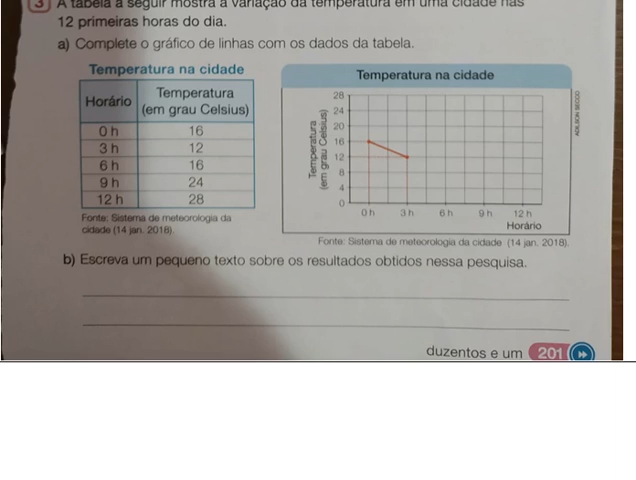 3 A tabela a seguir mostra a variação da temperatura em uma cidade nas
12 primeiras horas do dia.
a) Complete o gráfico de linhas com os dados da tabela.
Temperatura na cidade
Horário Temperatura (em grau Celsius)
0 h 16
3 h 12
6 h 16
9 h 24
12 h 28
Fonte: Sistema de meteorologia da
cidade (14 jan. 2018).
Temperatura na cidade
Temperatura
(em grau Celsius)
28
24
20
16
12
8
4
0
0 h 3 h 6 h 9 h 12 h
Horário
ADILSON SECCO
Fonte: Sistema de meteorologia da cidade (14 jan. 2018).
b) Escreva um pequeno texto sobre os resultados obtidos nessa pesquisa.
duzentos e um 201